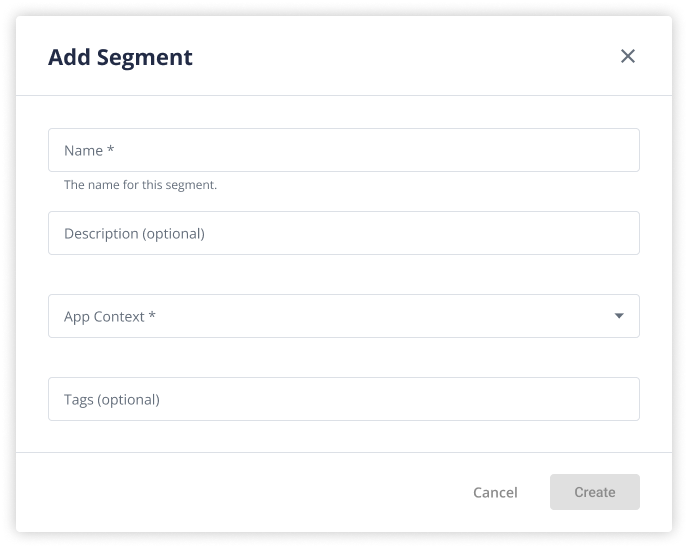 Add Segment
Name *
The name for this segment.
Description (optional)
App Context *
Tags (optional)
Cancel
Create